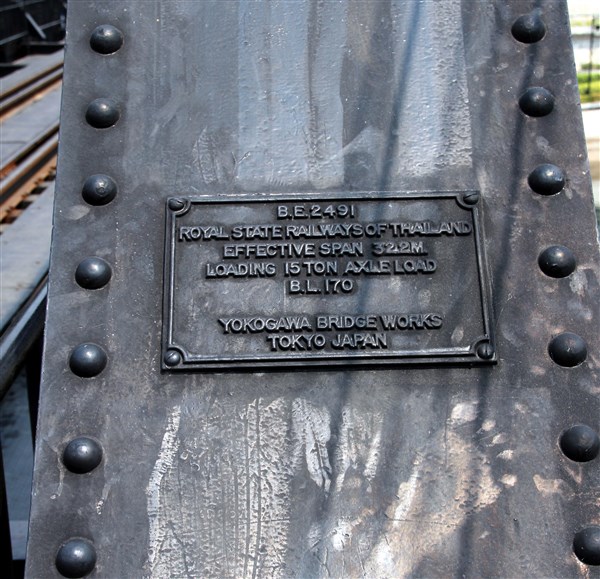 B.E.2491
ROYAL STATE RAILWAYS OF THAILAND
EFFECTIVE SPAN 32.2M.
LOADING 15 TON AXLE LOAD
B.L.170
YOKOGAWA BRIDGE WORKS
TOKYO JAPAN